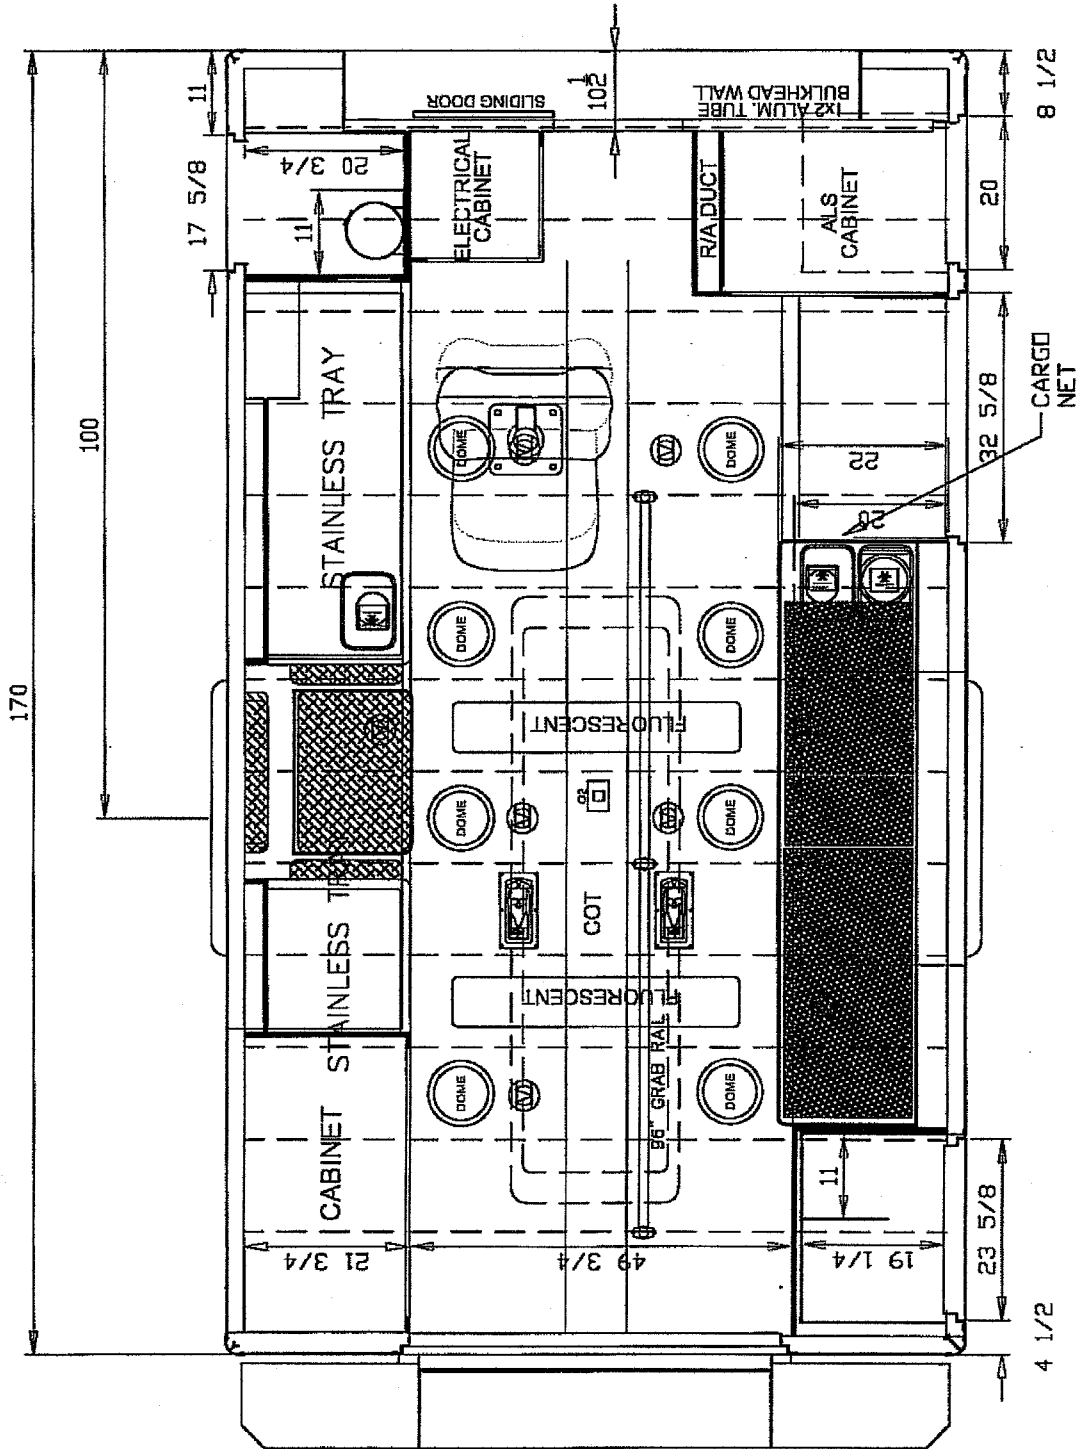 170
100
11
17 5/8
20 3/4
11
10 1/2
SLIDING DOOR
1x2 ALUM. TUBE
BULKHEAD WALL
8 1/2
ELECTRICAL
CABINET
R/A DUCT
ALS
CABINET
20
STAINLESS TRAY
32 5/8
CARGO
NET
22
20
DOME
DOME
DOME
DOME
FLUORESCENT
O2
DOME
DOME
COT
STAINLESS TRAY
FLUORESCENT
96" GRAB RAIL
DOME
DOME
CABINET
11
21 3/4
49 3/4
19 1/4
23 5/8
4 1/2